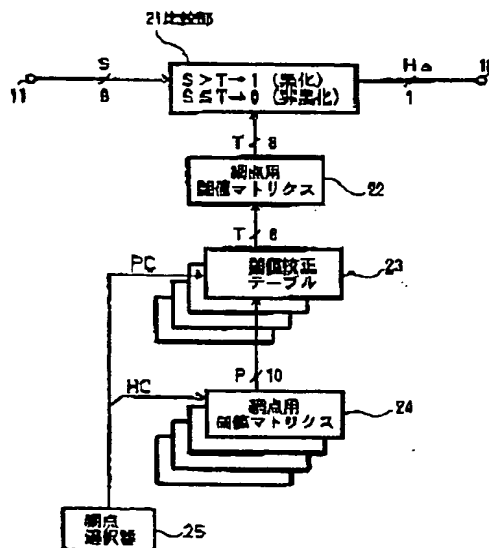 21比較部
S
8
11
S > T → 1 (黒化)
S ≦ T → 0 (非黒化)
H
1
T 8
網点用
閾値マトリクス
22
T 8
PC
閾値校正
テーブル
23
P 10
HC
網点用
閾値マトリクス
24
網点
選択器
25